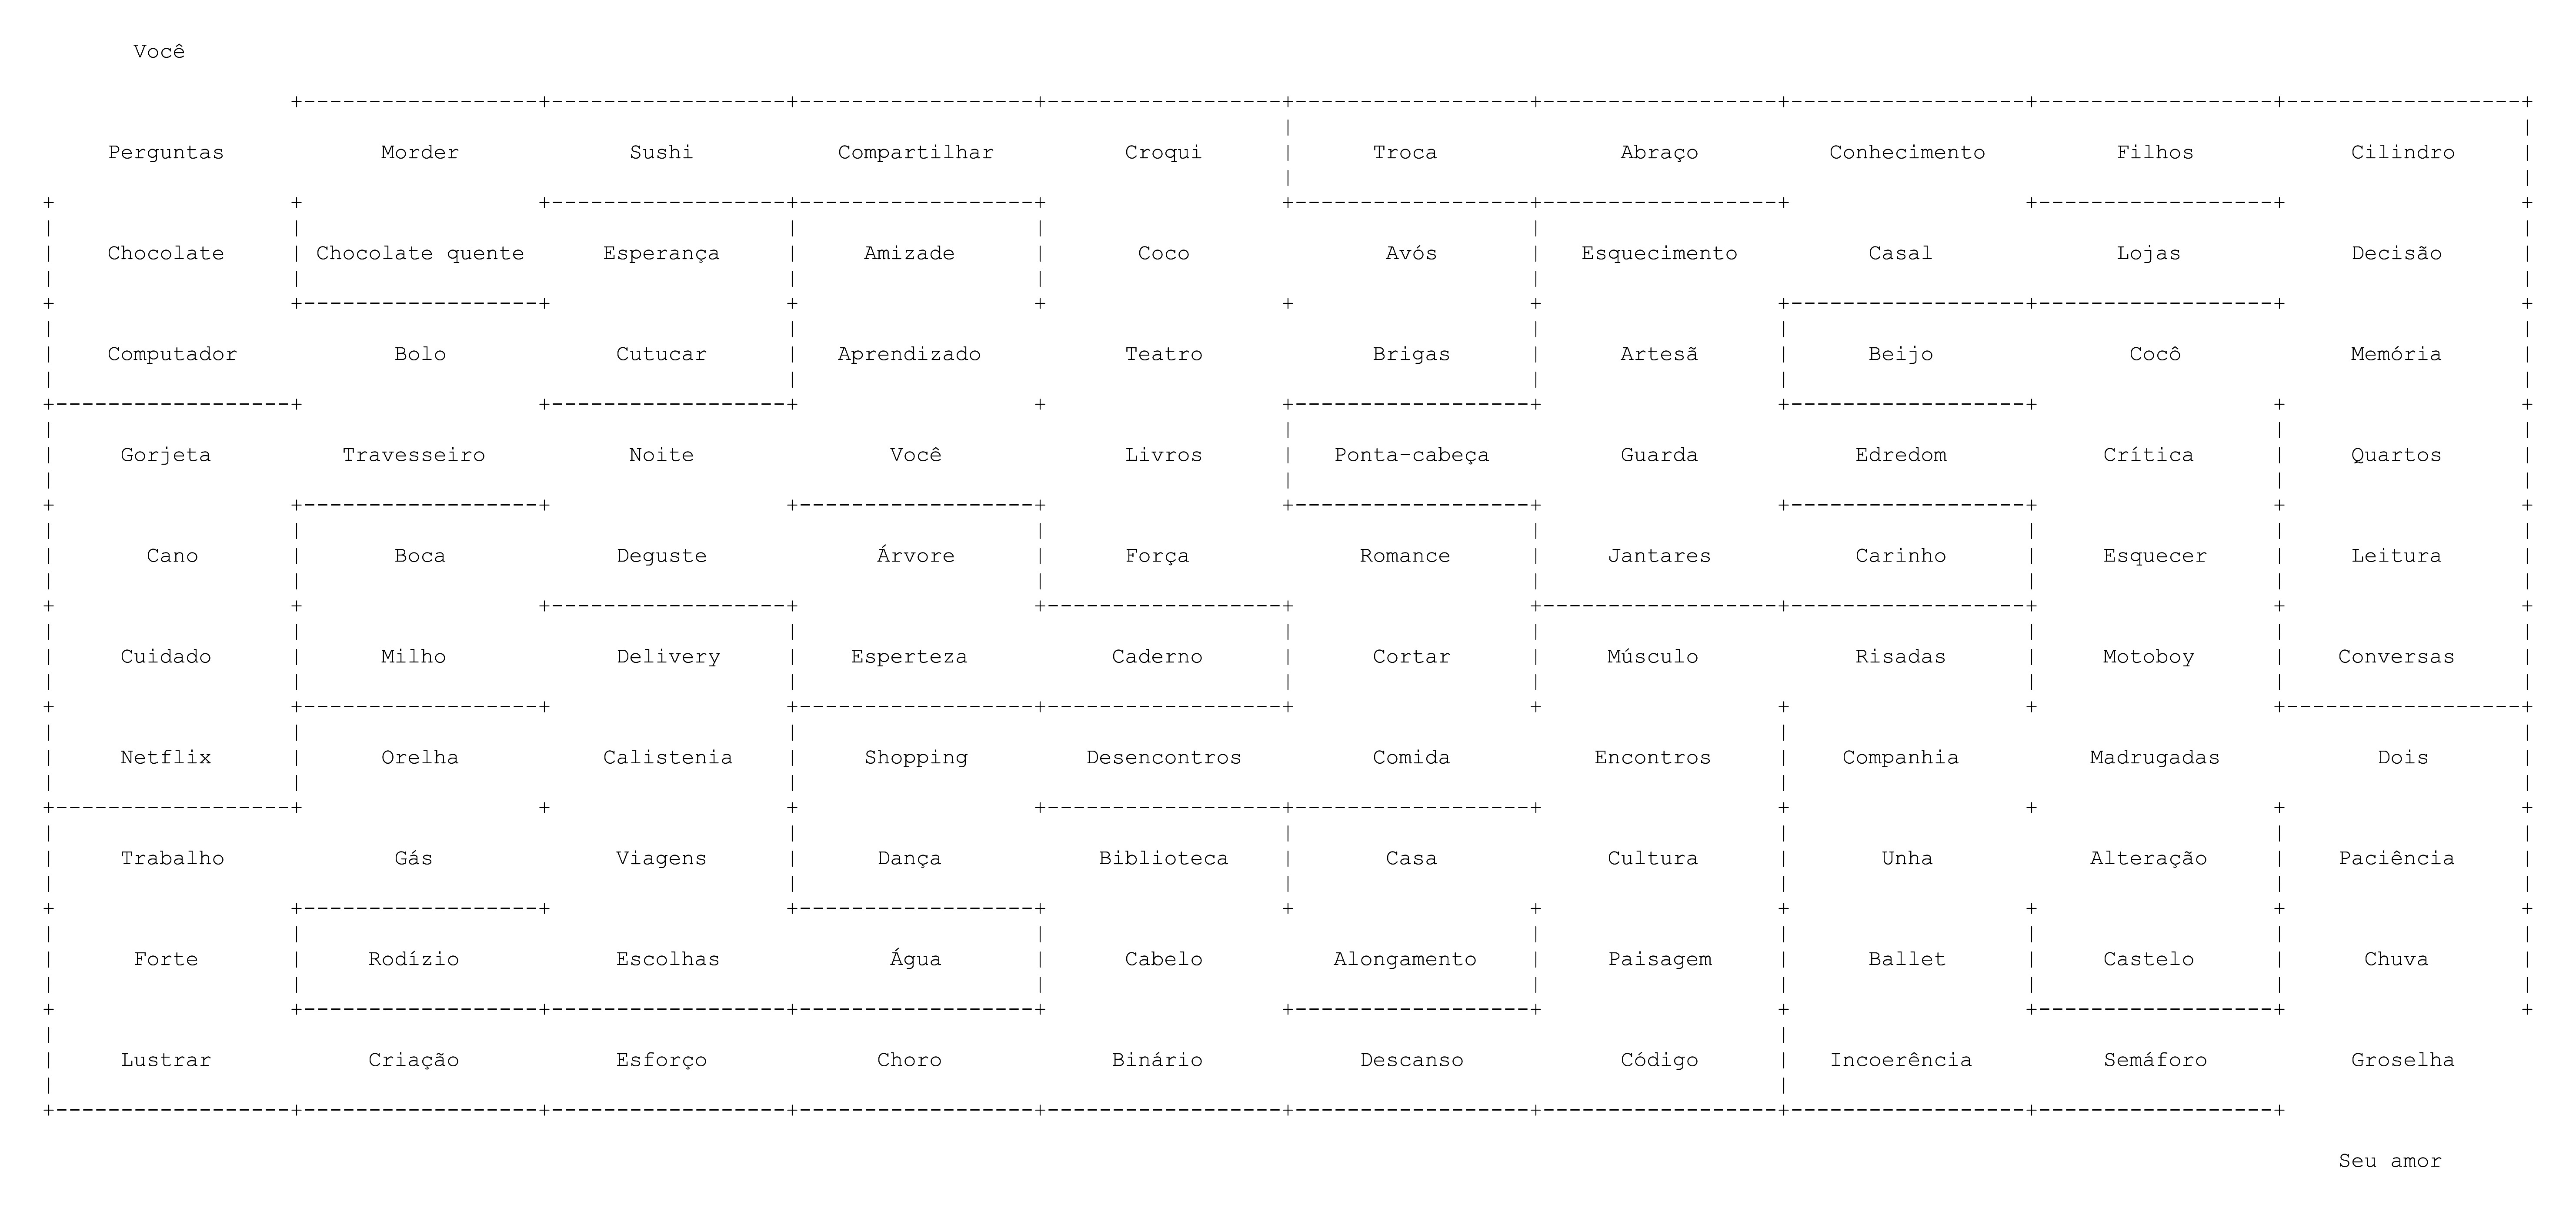 Você
Perguntas Morder Sushi Compartilhar Croqui Troca Abraço Conhecimento Filhos Cilindro
Chocolate Chocolate quente Esperança Amizade Coco Avós Esquecimento Casal Lojas Decisão
Computador Bolo Cutucar Aprendizado Teatro Brigas Artesã Beijo Cocô Memória
Gorjeta Travesseiro Noite Você Livros Ponta-cabeça Guarda Edredom Crítica Quartos
Cano Boca Deguste Árvore Força Romance Jantares Carinho Esquecer Leitura
Cuidado Milho Delivery Esperteza Caderno Cortar Músculo Risadas Motoboy Conversas
Netflix Orelha Calistenia Shopping Desencontros Comida Encontros Companhia Madrugadas Dois
Trabalho Gás Viagens Dança Biblioteca Casa Cultura Unha Alteração Paciência
Forte Rodízio Escolhas Água Cabelo Alongamento Paisagem Ballet Castelo Chuva
Lustrar Criação Esforço Choro Binário Descanso Código Incoerência Semáforo Groselha
Seu amor